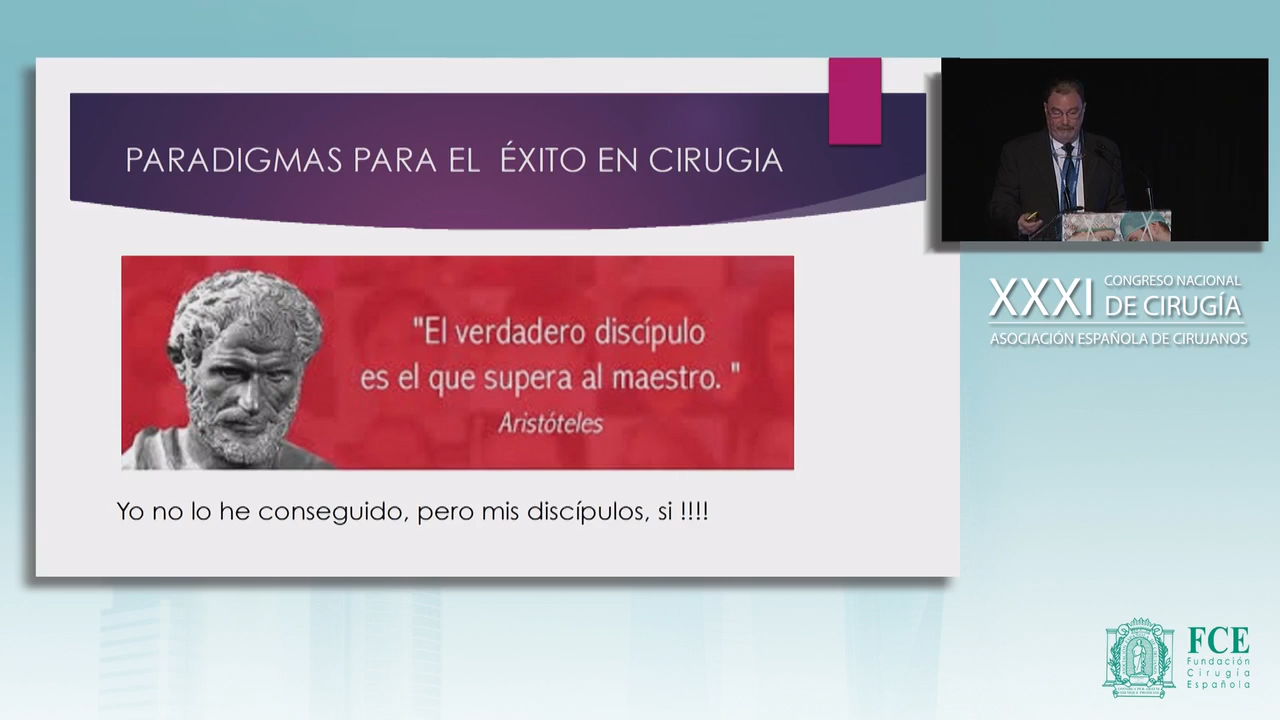 PARADIGMAS PARA EL ÉXITO EN CIRUGIA
"El verdadero discípulo
es el que supera al maestro. "
Aristóteles
Yo no lo he conseguido, pero mis discípulos, si !!!!
XXXI CONGRESO NACIONAL
DE CIRUGÍA
ASOCIACIÓN ESPAÑOLA DE CIRUJANOS
FCE
Fundación
Cirugía
Española